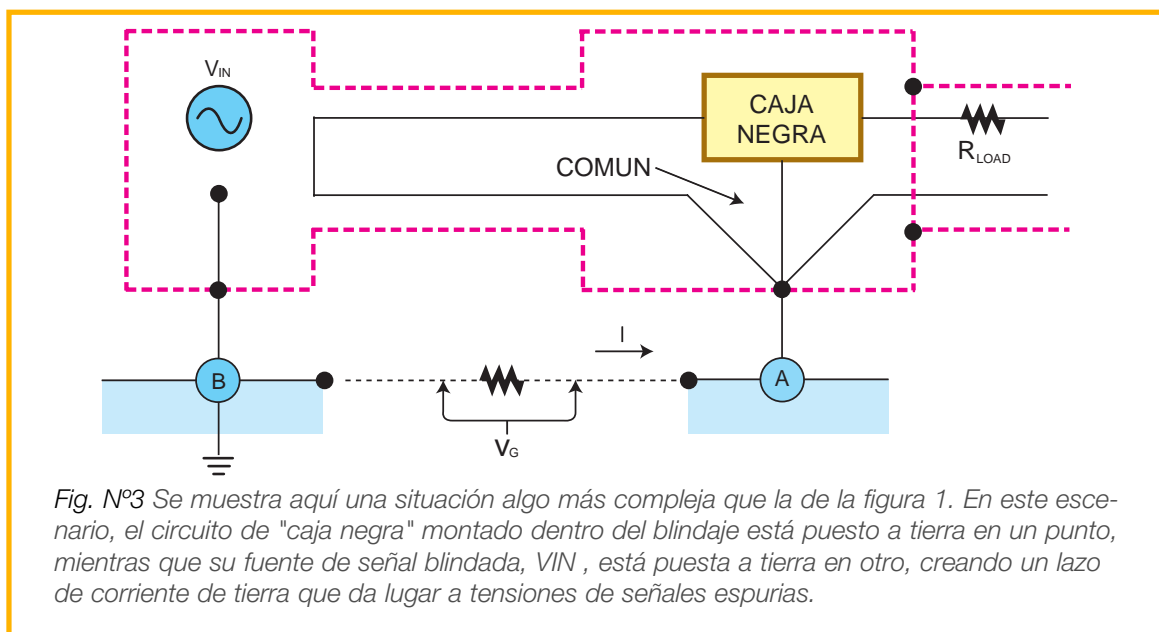 VIN
CAJA
NEGRA
RLOAD
COMUN
I
B
A
VG
Fig. Nº3 Se muestra aquí una situación algo más compleja que la de la figura 1. En este esce-
nario, el circuito de "caja negra" montado dentro del blindaje está puesto a tierra en un punto,
mientras que su fuente de señal blindada, VIN , está puesta a tierra en otro, creando un lazo
de corriente de tierra que da lugar a tensiones de señales espurias.